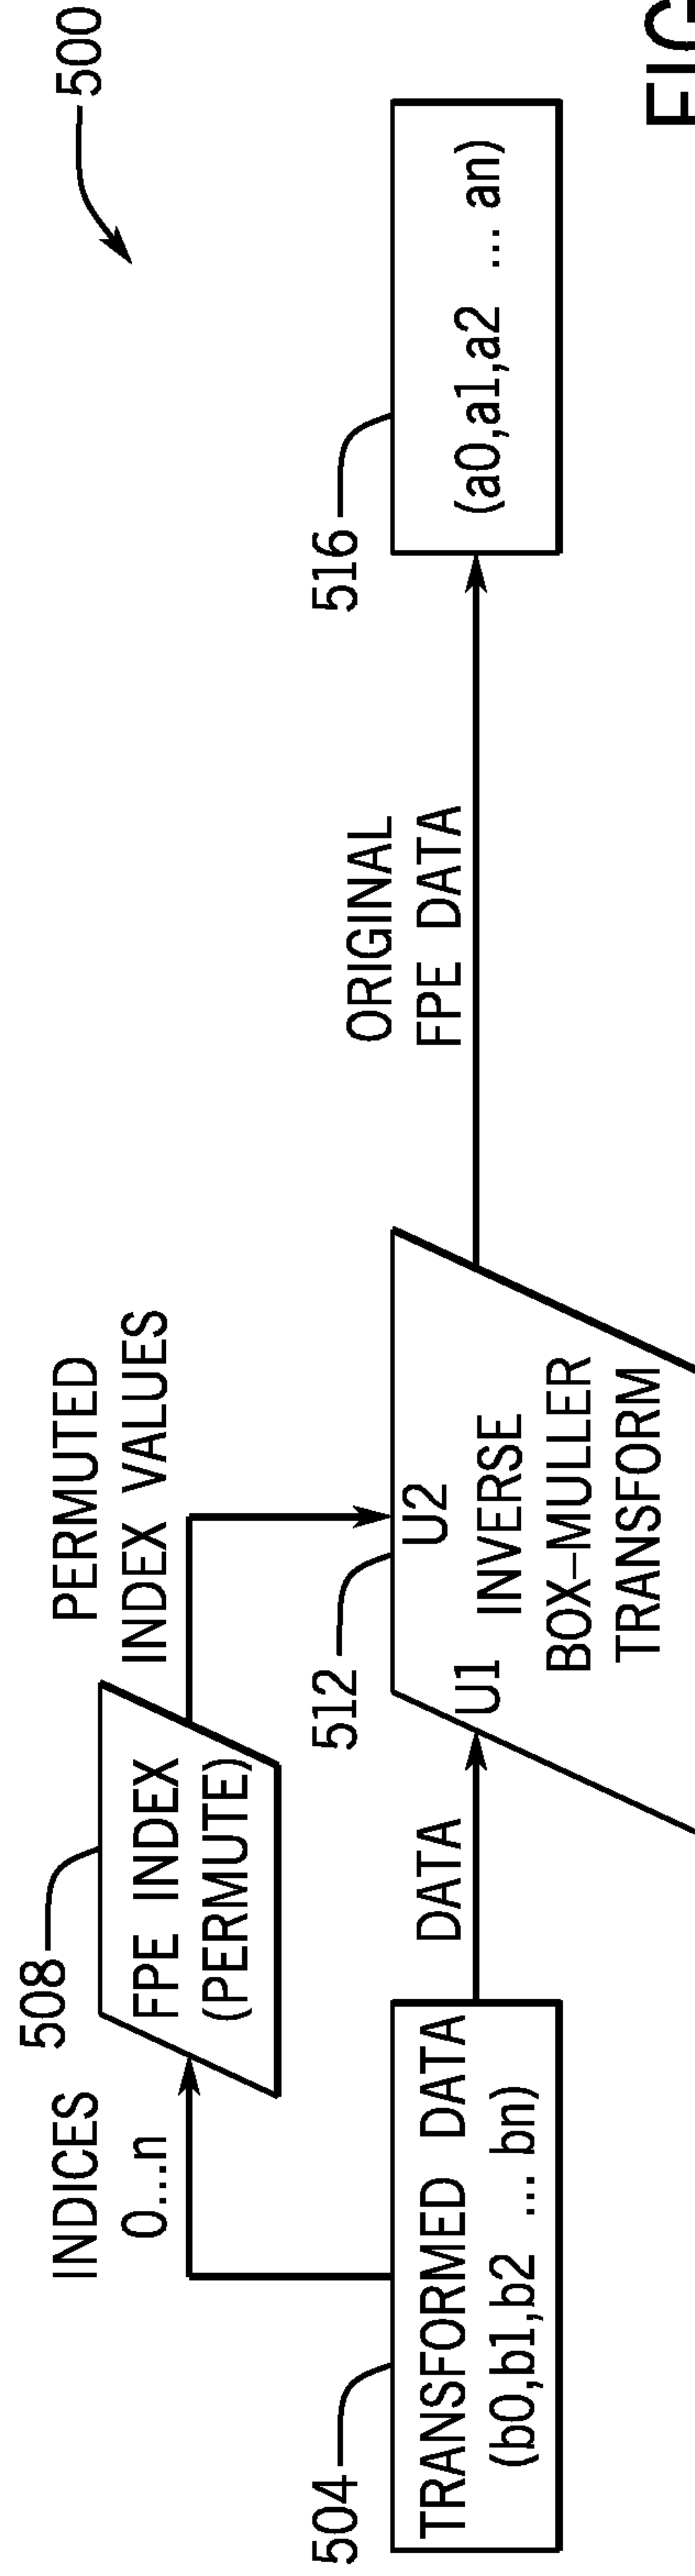 500
INDICES
0...n
508
FPE INDEX
(PERMUTE)
PERMUTED
INDEX VALUES
504
TRANSFORMED DATA
(b0,b1,b2 ... bn)
DATA
512
U1
U2
INVERSE
BOX-MULLER
TRANSFORM
ORIGINAL
FPE DATA
516
(a0,a1,a2 ... an)